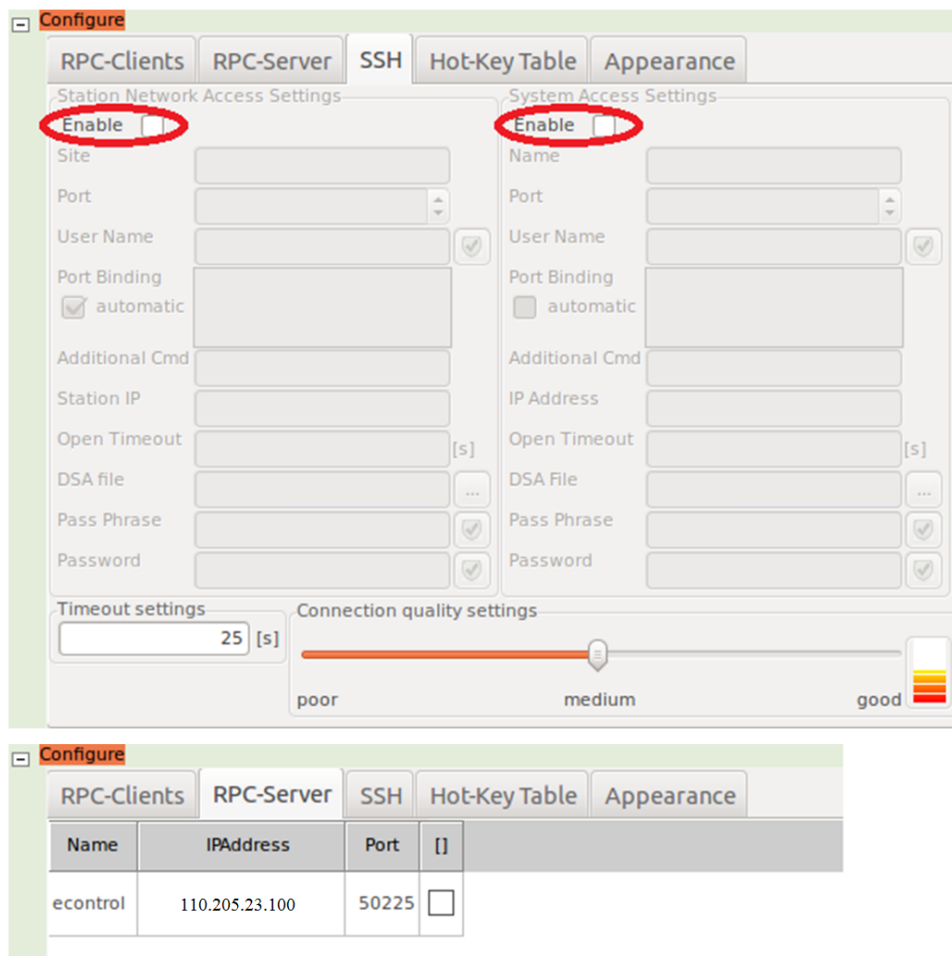 Configure
RPC-Clients RPC-Server SSH Hot-Key Table Appearance
Station Network Access Settings System Access Settings
Enable Enable
Site Name
Port Port
User Name User Name
Port Binding Port Binding
automatic automatic
Additional Cmd Additional Cmd
Station IP IP Address
Open Timeout [s] Open Timeout [s]
DSA file ... DSA File ...
Pass Phrase Pass Phrase
Password Password
Timeout settings Connection quality settings
25 [s]
poor medium good
Configure
RPC-Clients RPC-Server SSH Hot-Key Table Appearance
Name IPAddress Port []
econtrol 110.205.23.100 50225